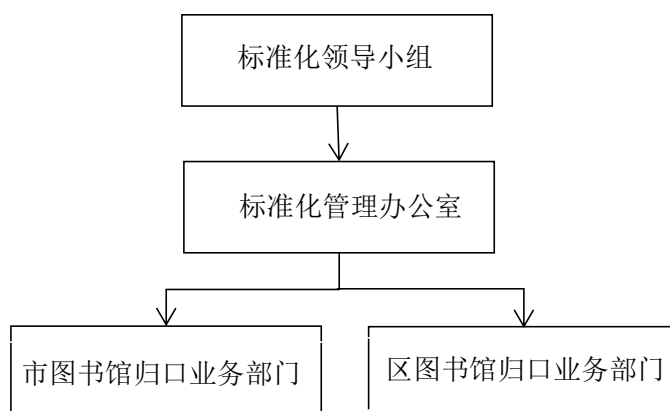 标准化领导小组
标准化管理办公室
市图书馆归口业务部门
区图书馆归口业务部门